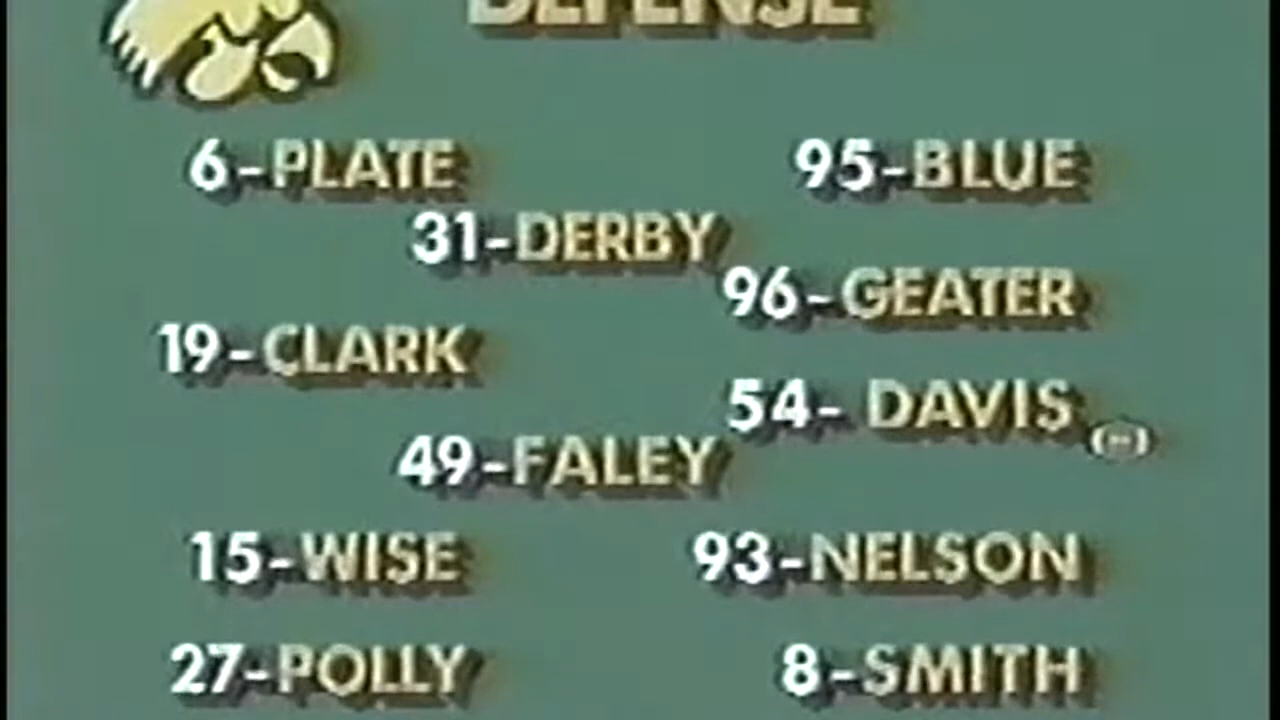 DEFENSE
6-PLATE
95-BLUE
31-DERBY
96-GEATER
19-CLARK
54- DAVIS
49-FALEY
15-WISE
93-NELSON
27-POLLY
8-SMITH